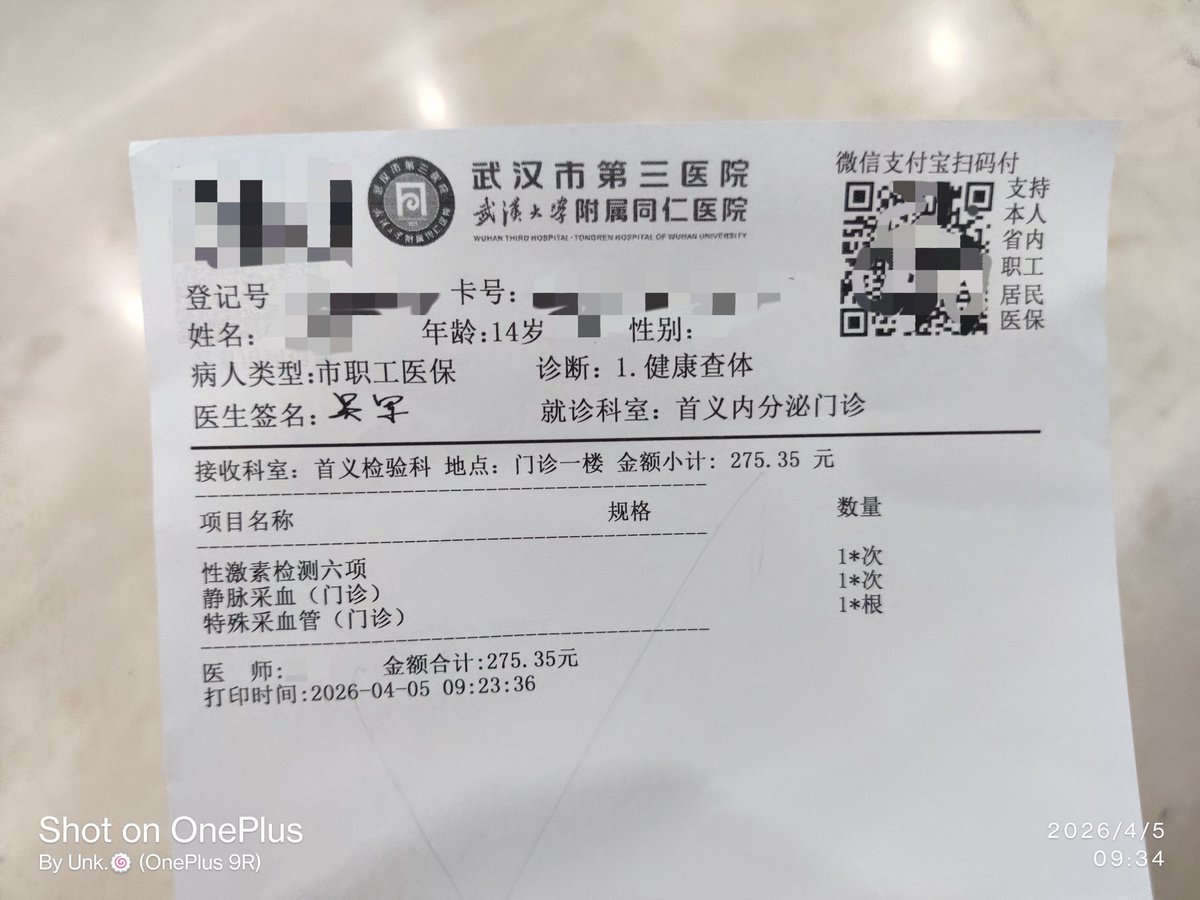 武汉市第三医院
武汉大学附属同仁医院
WUHAN THIRD HOSPITAL·TONGREN HOSPITAL OF WUHAN UNIVERSITY
微信支付宝扫码付
支持
本人
省内
职工
居民
医保
登记号 卡号:
姓名: 年龄:14岁 性别:
病人类型:市职工医保 诊断: 1.健康查体
医生签名: 就诊科室: 首义内分泌门诊
接收科室: 首义检验科 地点: 门诊一楼 金额小计: 275.35 元
项目名称 规格 数量
性激素检测六项 1*次
静脉采血(门诊) 1*次
特殊采血管(门诊) 1*根
医 师: 金额合计:275.35元
打印时间:2026-04-05 09:23:36
Shot on OnePlus
By Unk.🍥 (OnePlus 9R)
2026/4/5
09:34